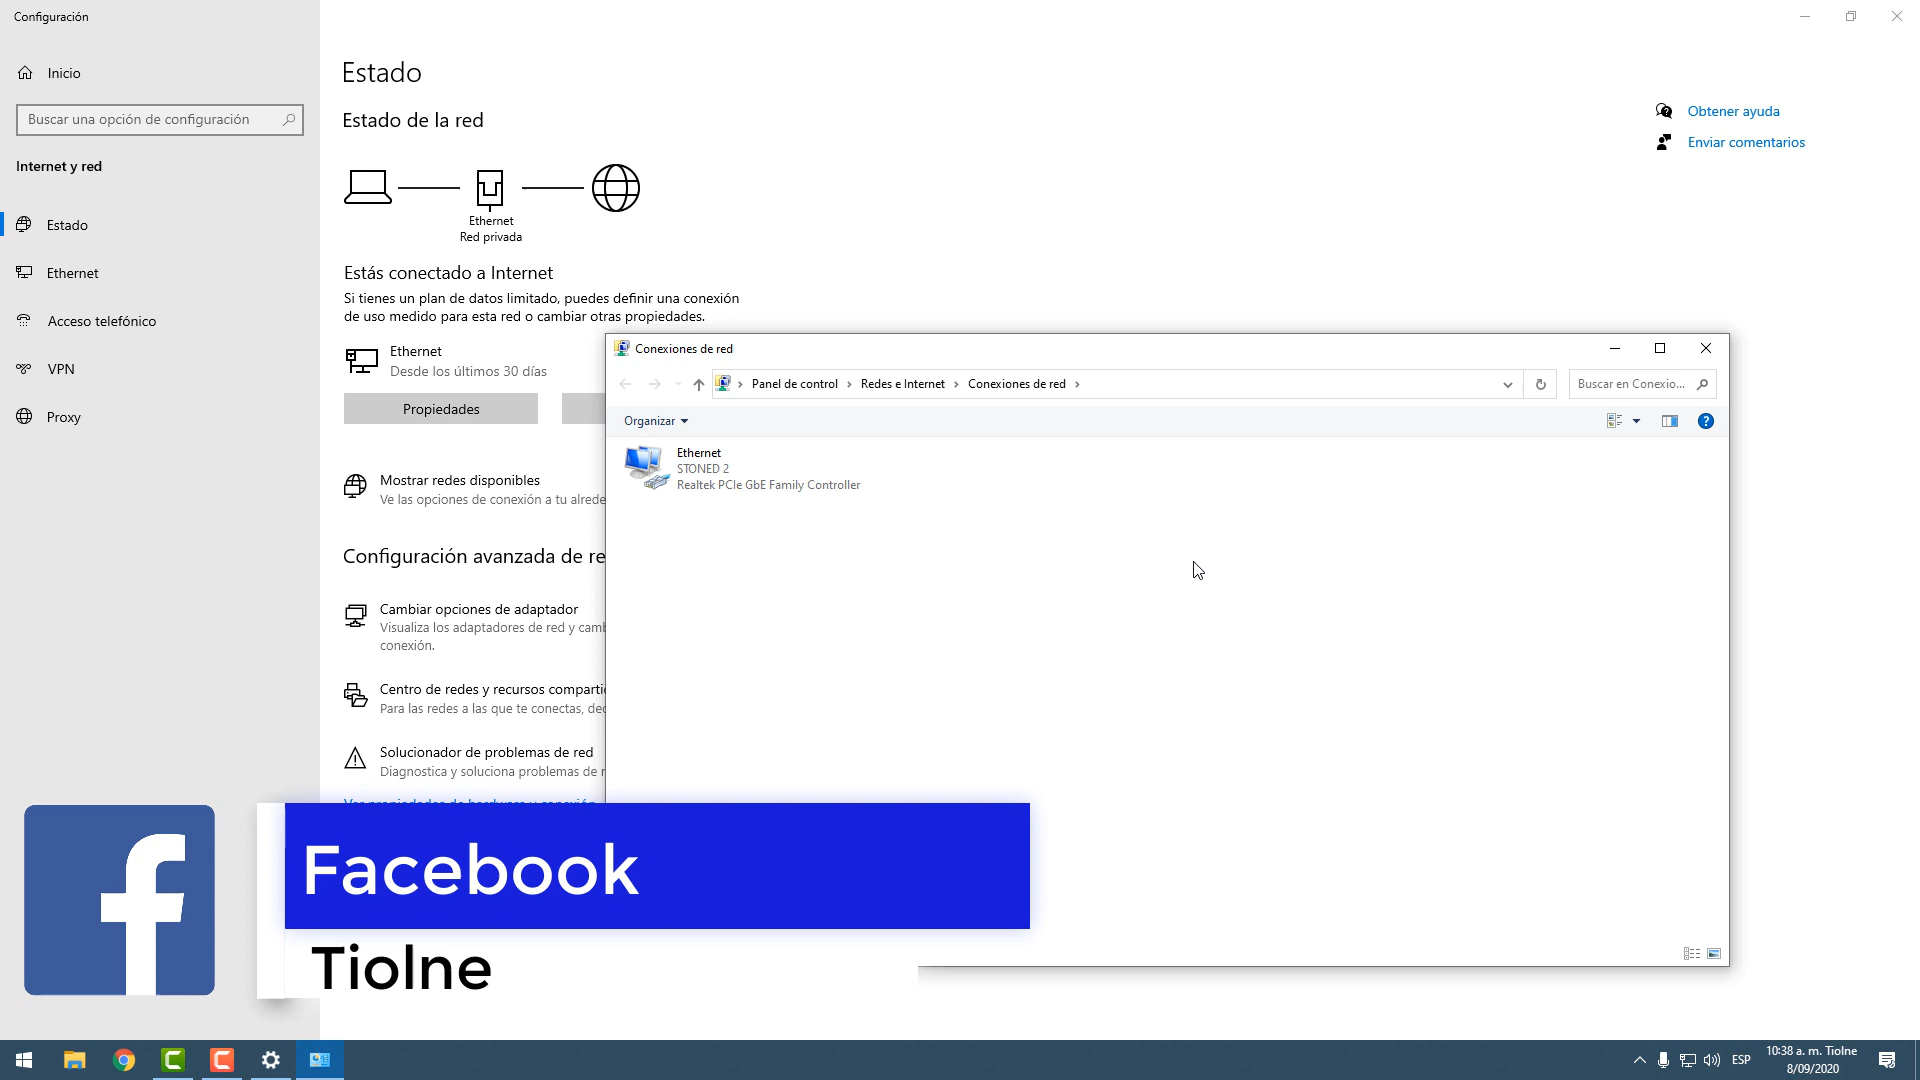 Configuración
Inicio
Buscar una opción de configuración
Internet y red
Estado
Ethernet
Acceso telefónico
VPN
Proxy
Estado
Estado de la red
Ethernet
Red privada
Estás conectado a Internet
Si tienes un plan de datos limitado, puedes definir una conexión
de uso medido para esta red o cambiar otras propiedades.
Ethernet
Desde los últimos 30 días
Propiedades
Mostrar redes disponibles
Ve las opciones de conexión a tu alrede
Configuración avanzada de re
Cambiar opciones de adaptador
Visualiza los adaptadores de red y camb
conexión.
Centro de redes y recursos comparti
Para las redes a las que te conectas, dec
Solucionador de problemas de red
Diagnostica y soluciona problemas de r
Ver propiedades de hardware y conexión
Obtener ayuda
Enviar comentarios
Conexiones de red
Panel de control
Redes e Internet
Conexiones de red
Buscar en Conexio...
Organizar
Ethernet
STONED 2
Realtek PCIe GbE Family Controller
f
Facebook
Tiolne
ESP
10:38 a. m. Tiolne
8/09/2020